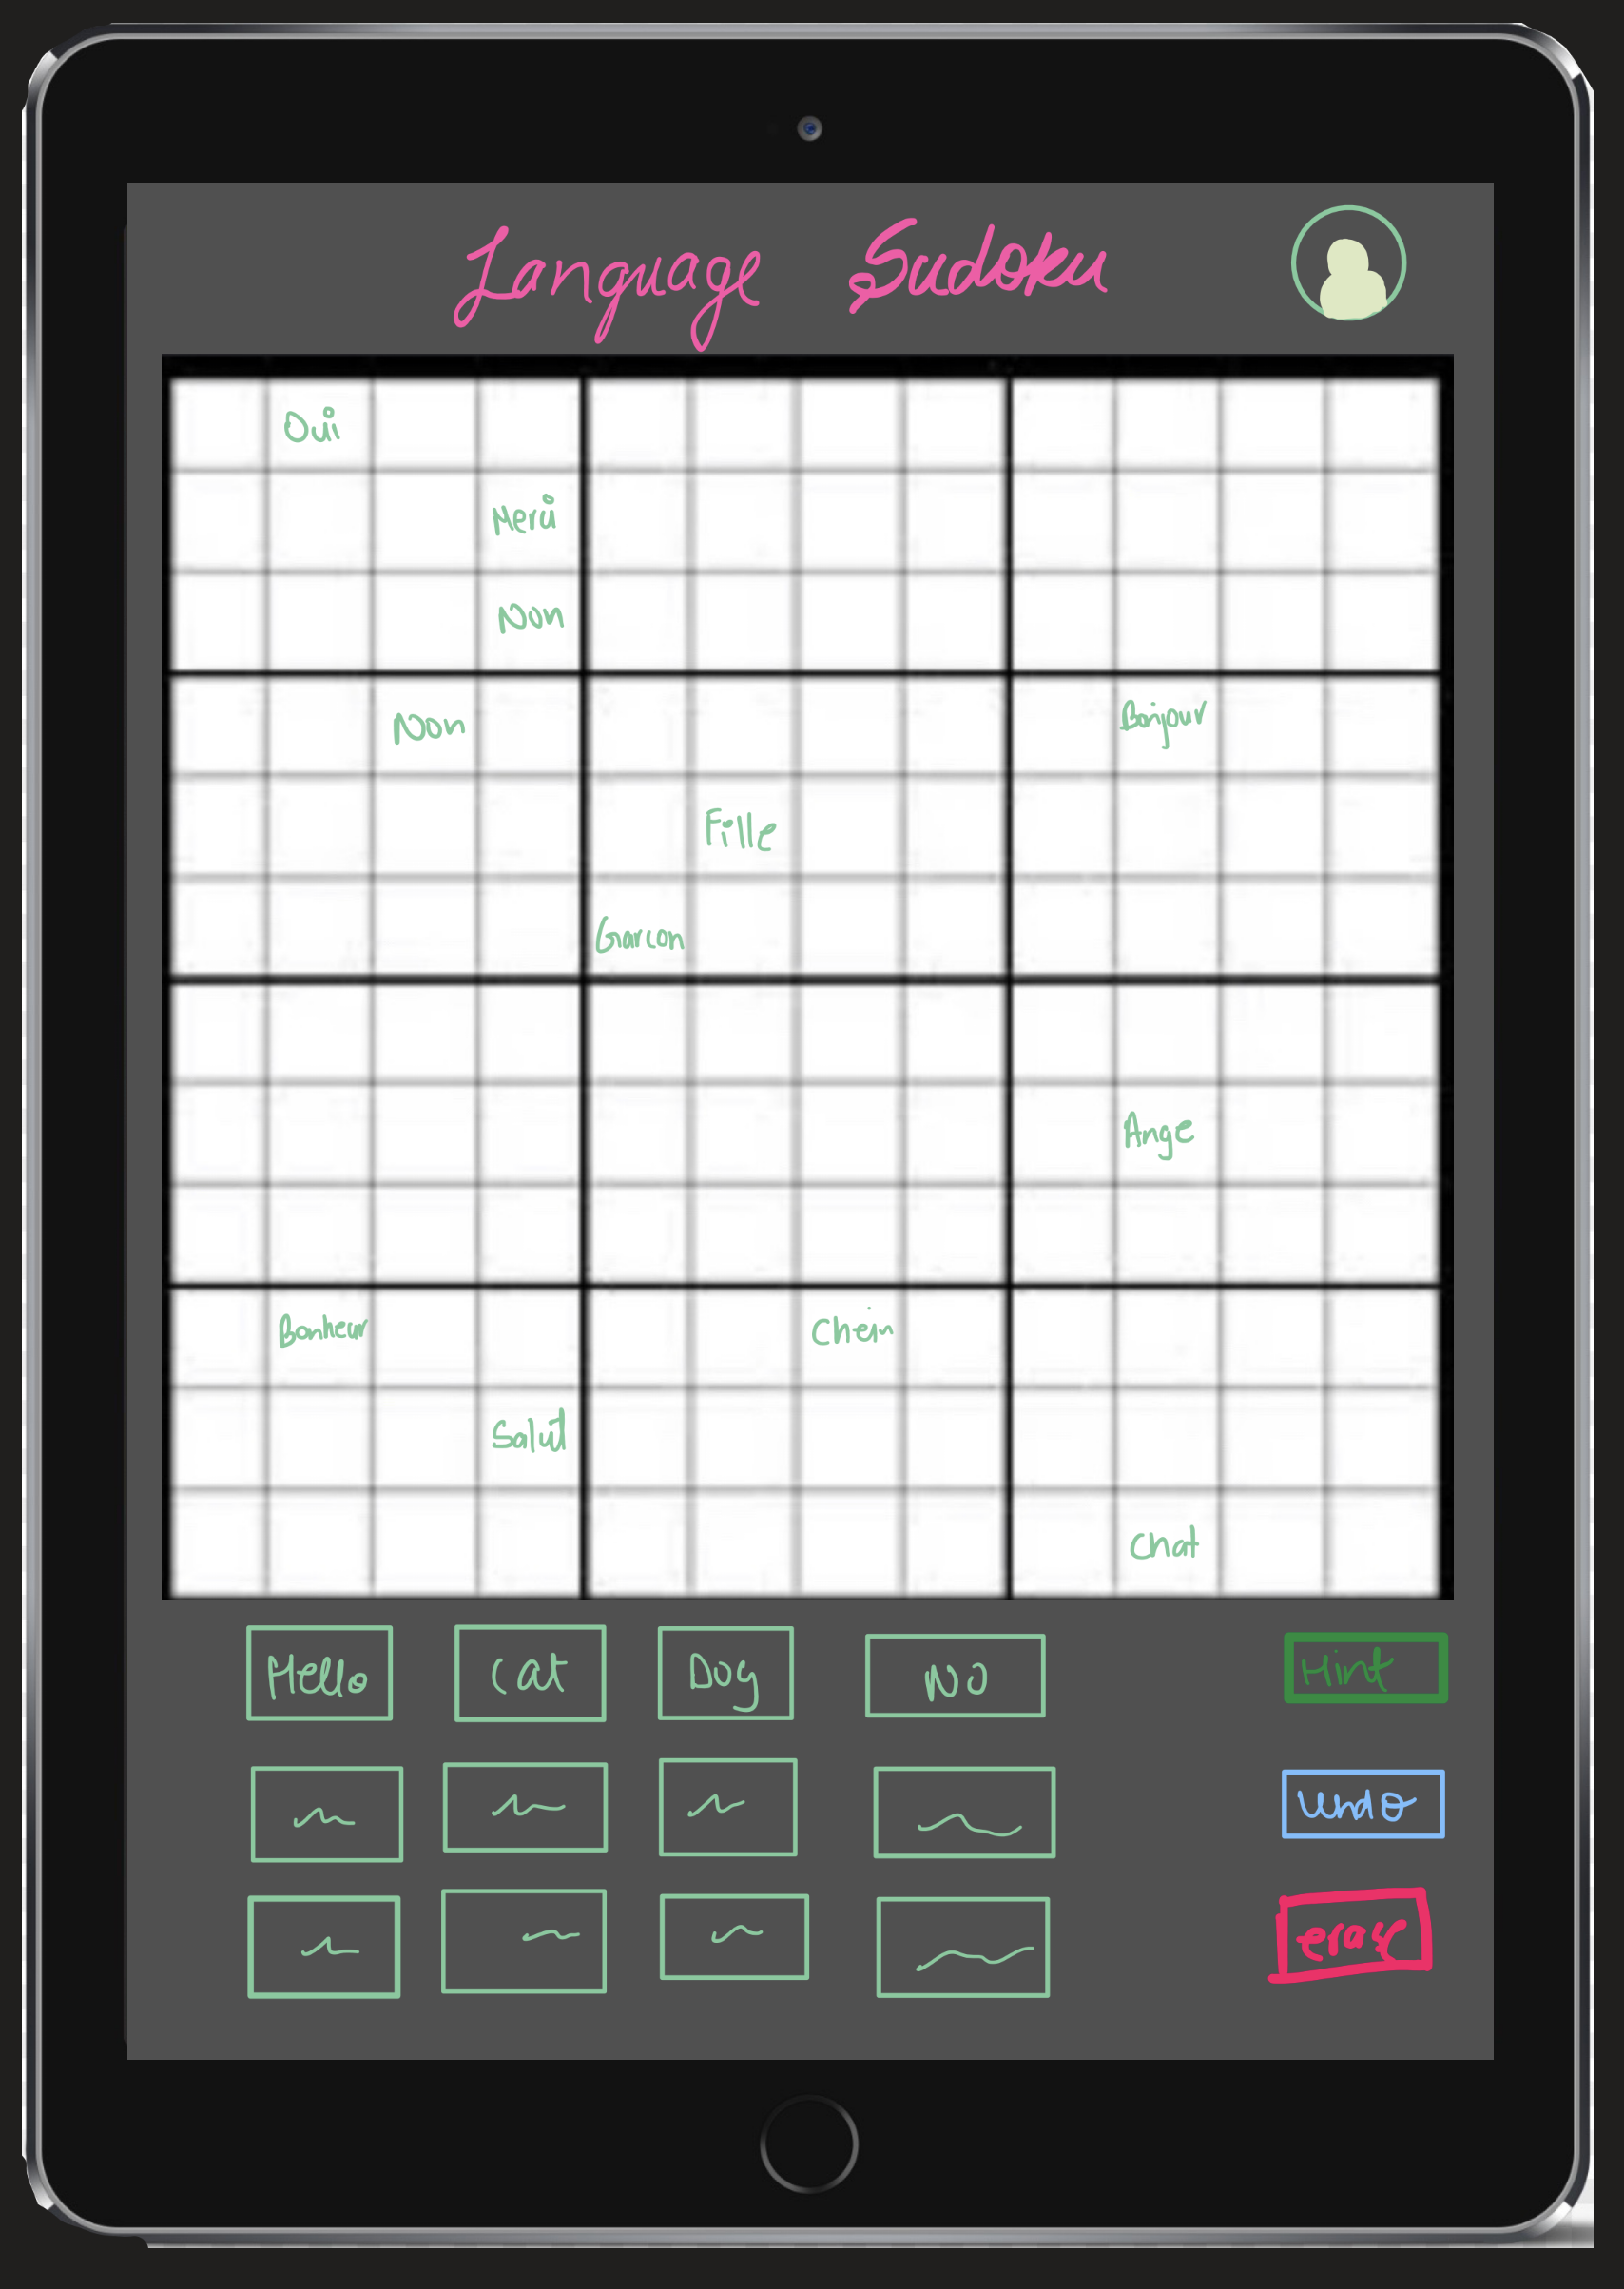 Language Sudoku
Oui
Merci
Non
Non
Bonjour
Fille
Garcon
Ange
Bonheur
Chein
Salut
Chat
Hello
Cat
Dog
No
Hint
Undo
erase